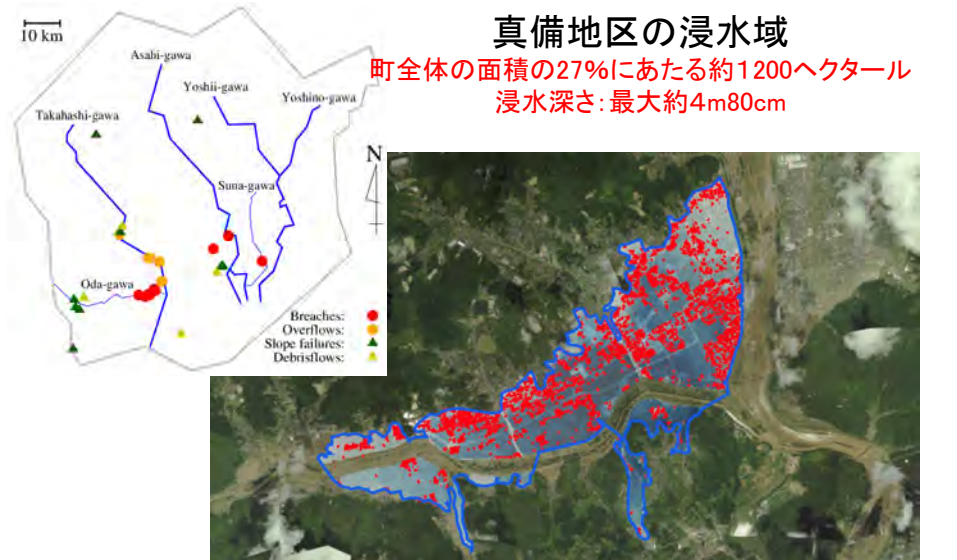 真備地区の浸水域
町全体の面積の27%にあたる約1200ヘクタール
浸水深さ:最大約4m80cm
10 km
Asahi-gawa
Yoshii-gawa
Yoshino-gawa
Takahashi-gawa
N
Suna-gawa
Oda-gawa
Breaches:
Overflows:
Slope failures:
Debrisflows: